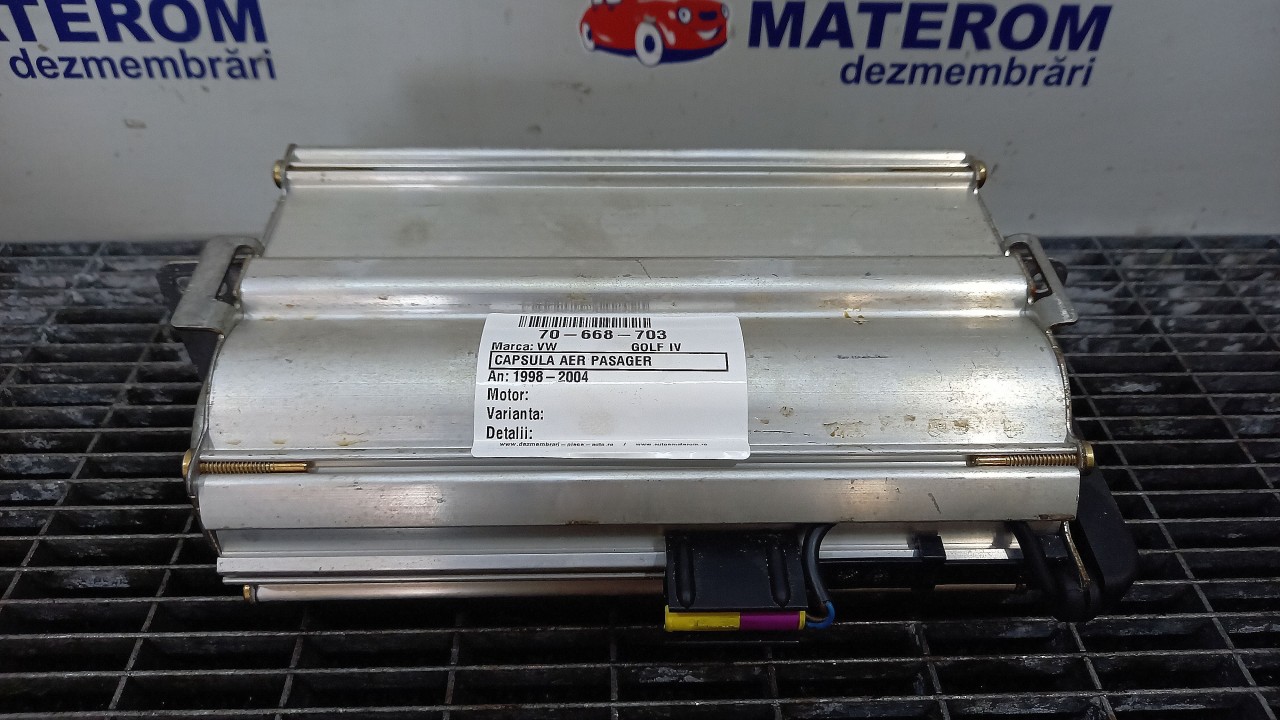 TEROM
dezmembrări
MATEROM
dezmembrări
70-668-703
Marca: VW GOLF IV
CAPSULA AER PASAGER
An: 1998-2004
Motor:
Varianta:
Detalii: